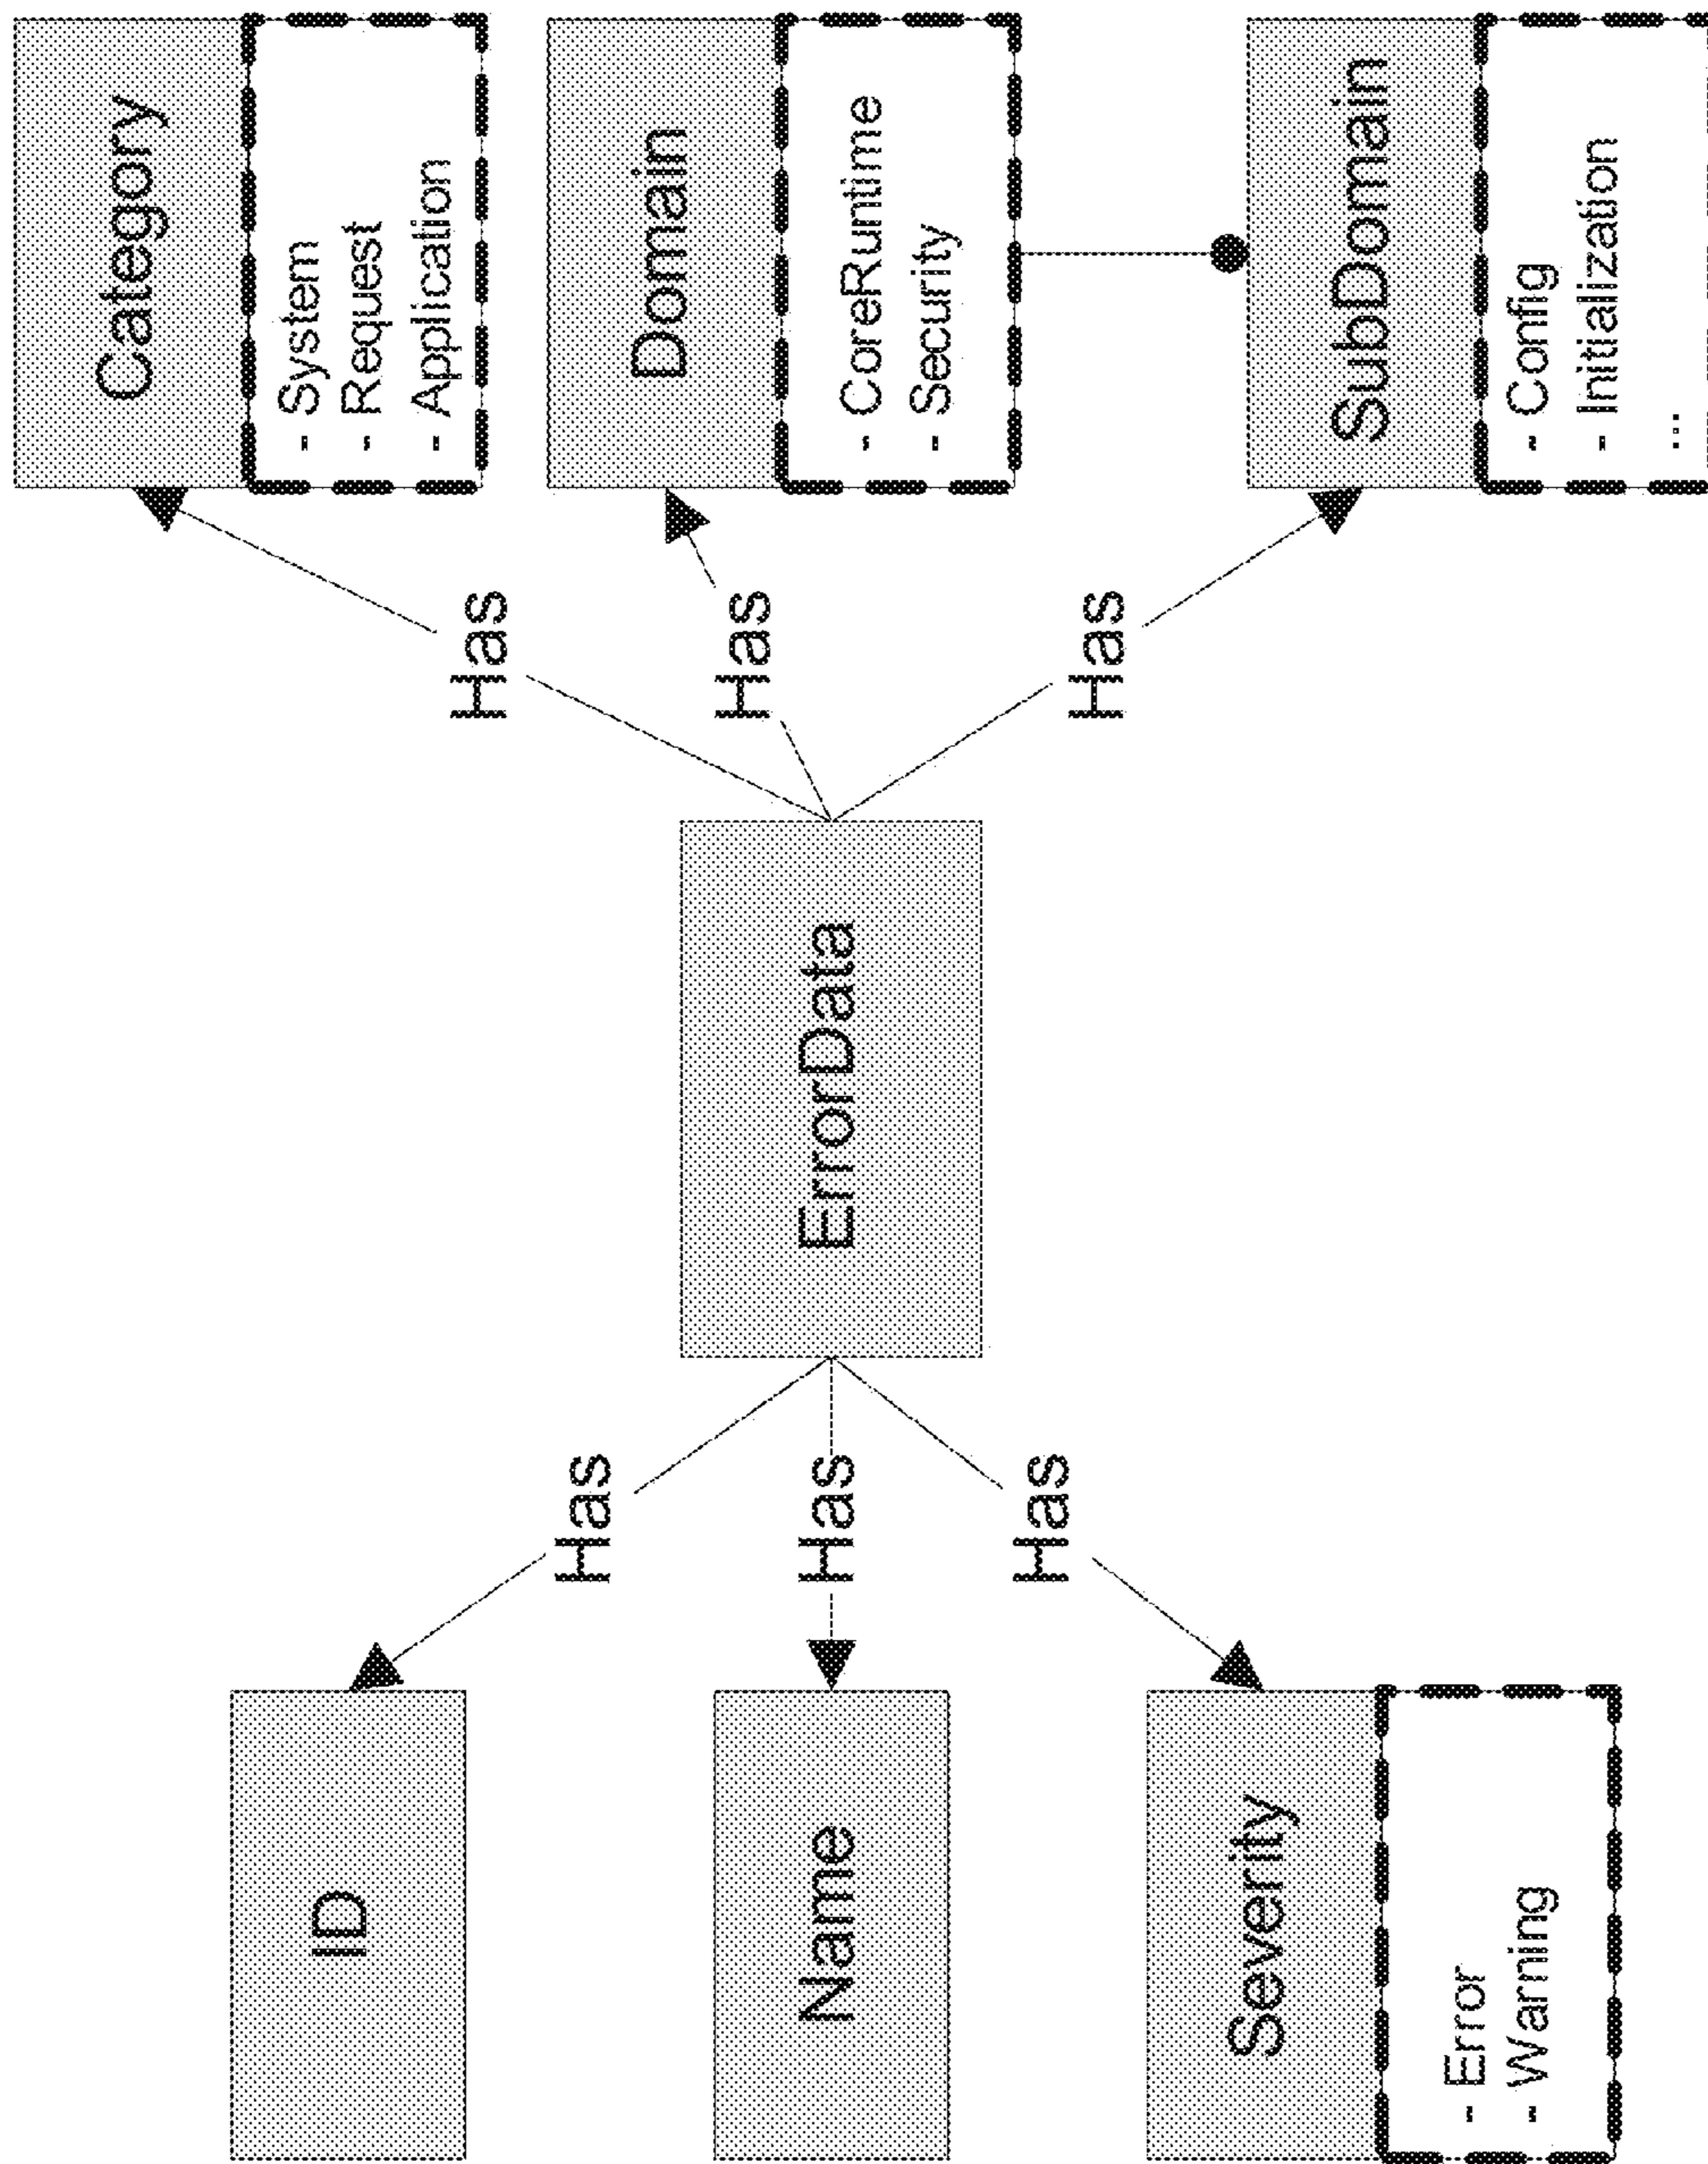 ID
Name
Severity
- Error
- Warning
Has
Has
Has
ErrorData
Has
Has
Has
Category
- System
- Request
- Application
Domain
- CoreRuntime
- Security
SubDomain
- Config
- Initialization
...